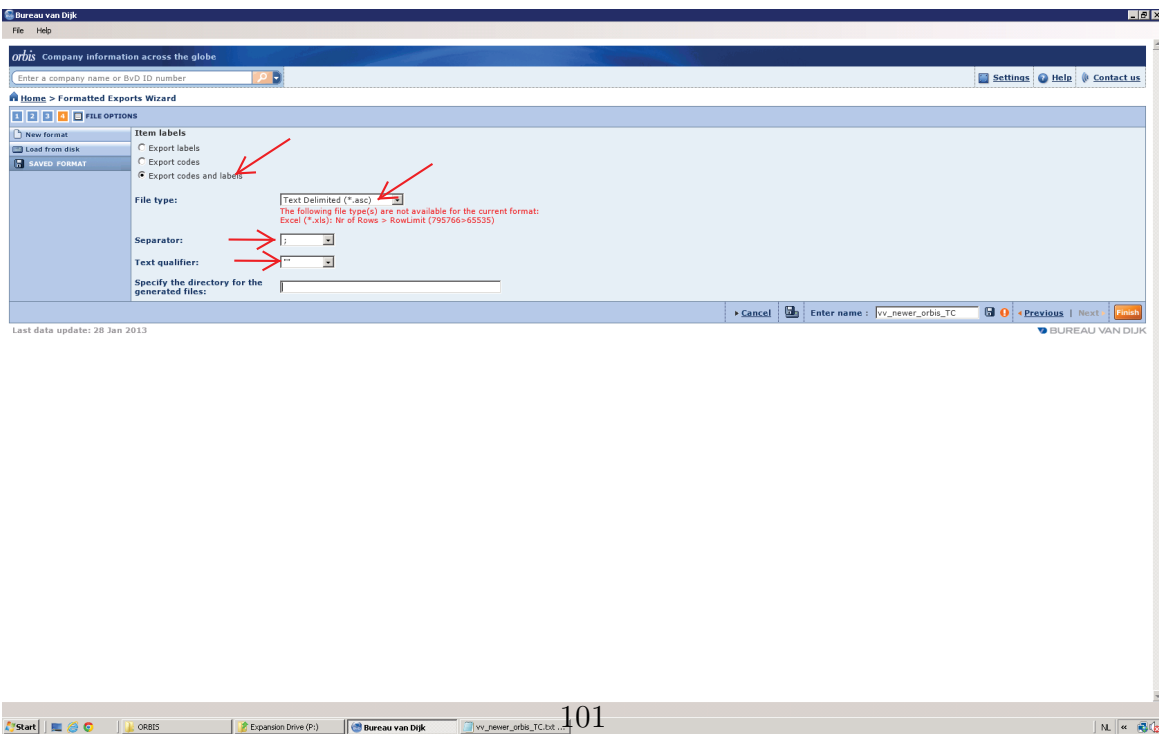 Bureau van Dijk
File Help
orbis Company information across the globe
Enter a company name or BvD ID number
Settings Help Contact us
Home > Formatted Exports Wizard
1 2 3 4 FILE OPTIONS
New format
Load from disk
SAVED FORMAT
Item labels
Export labels
Export codes
Export codes and labels
File type: Text Delimited (*.asc)
The following file type(s) are not available for the current format:
Excel (*.xls): Nr of Rows > RowLimit (795766>65535)
Separator: ;
Text qualifier: ""
Specify the directory for the
generated files:
Cancel Enter name : vv_newer_orbis_TC Previous | Next Finish
Last data update: 28 Jan 2013
BUREAU VAN DIJK
101
Start ORBIS Expansion Drive (P:) Bureau van Dijk vv_newer_orbis_TC.txt ... NL «